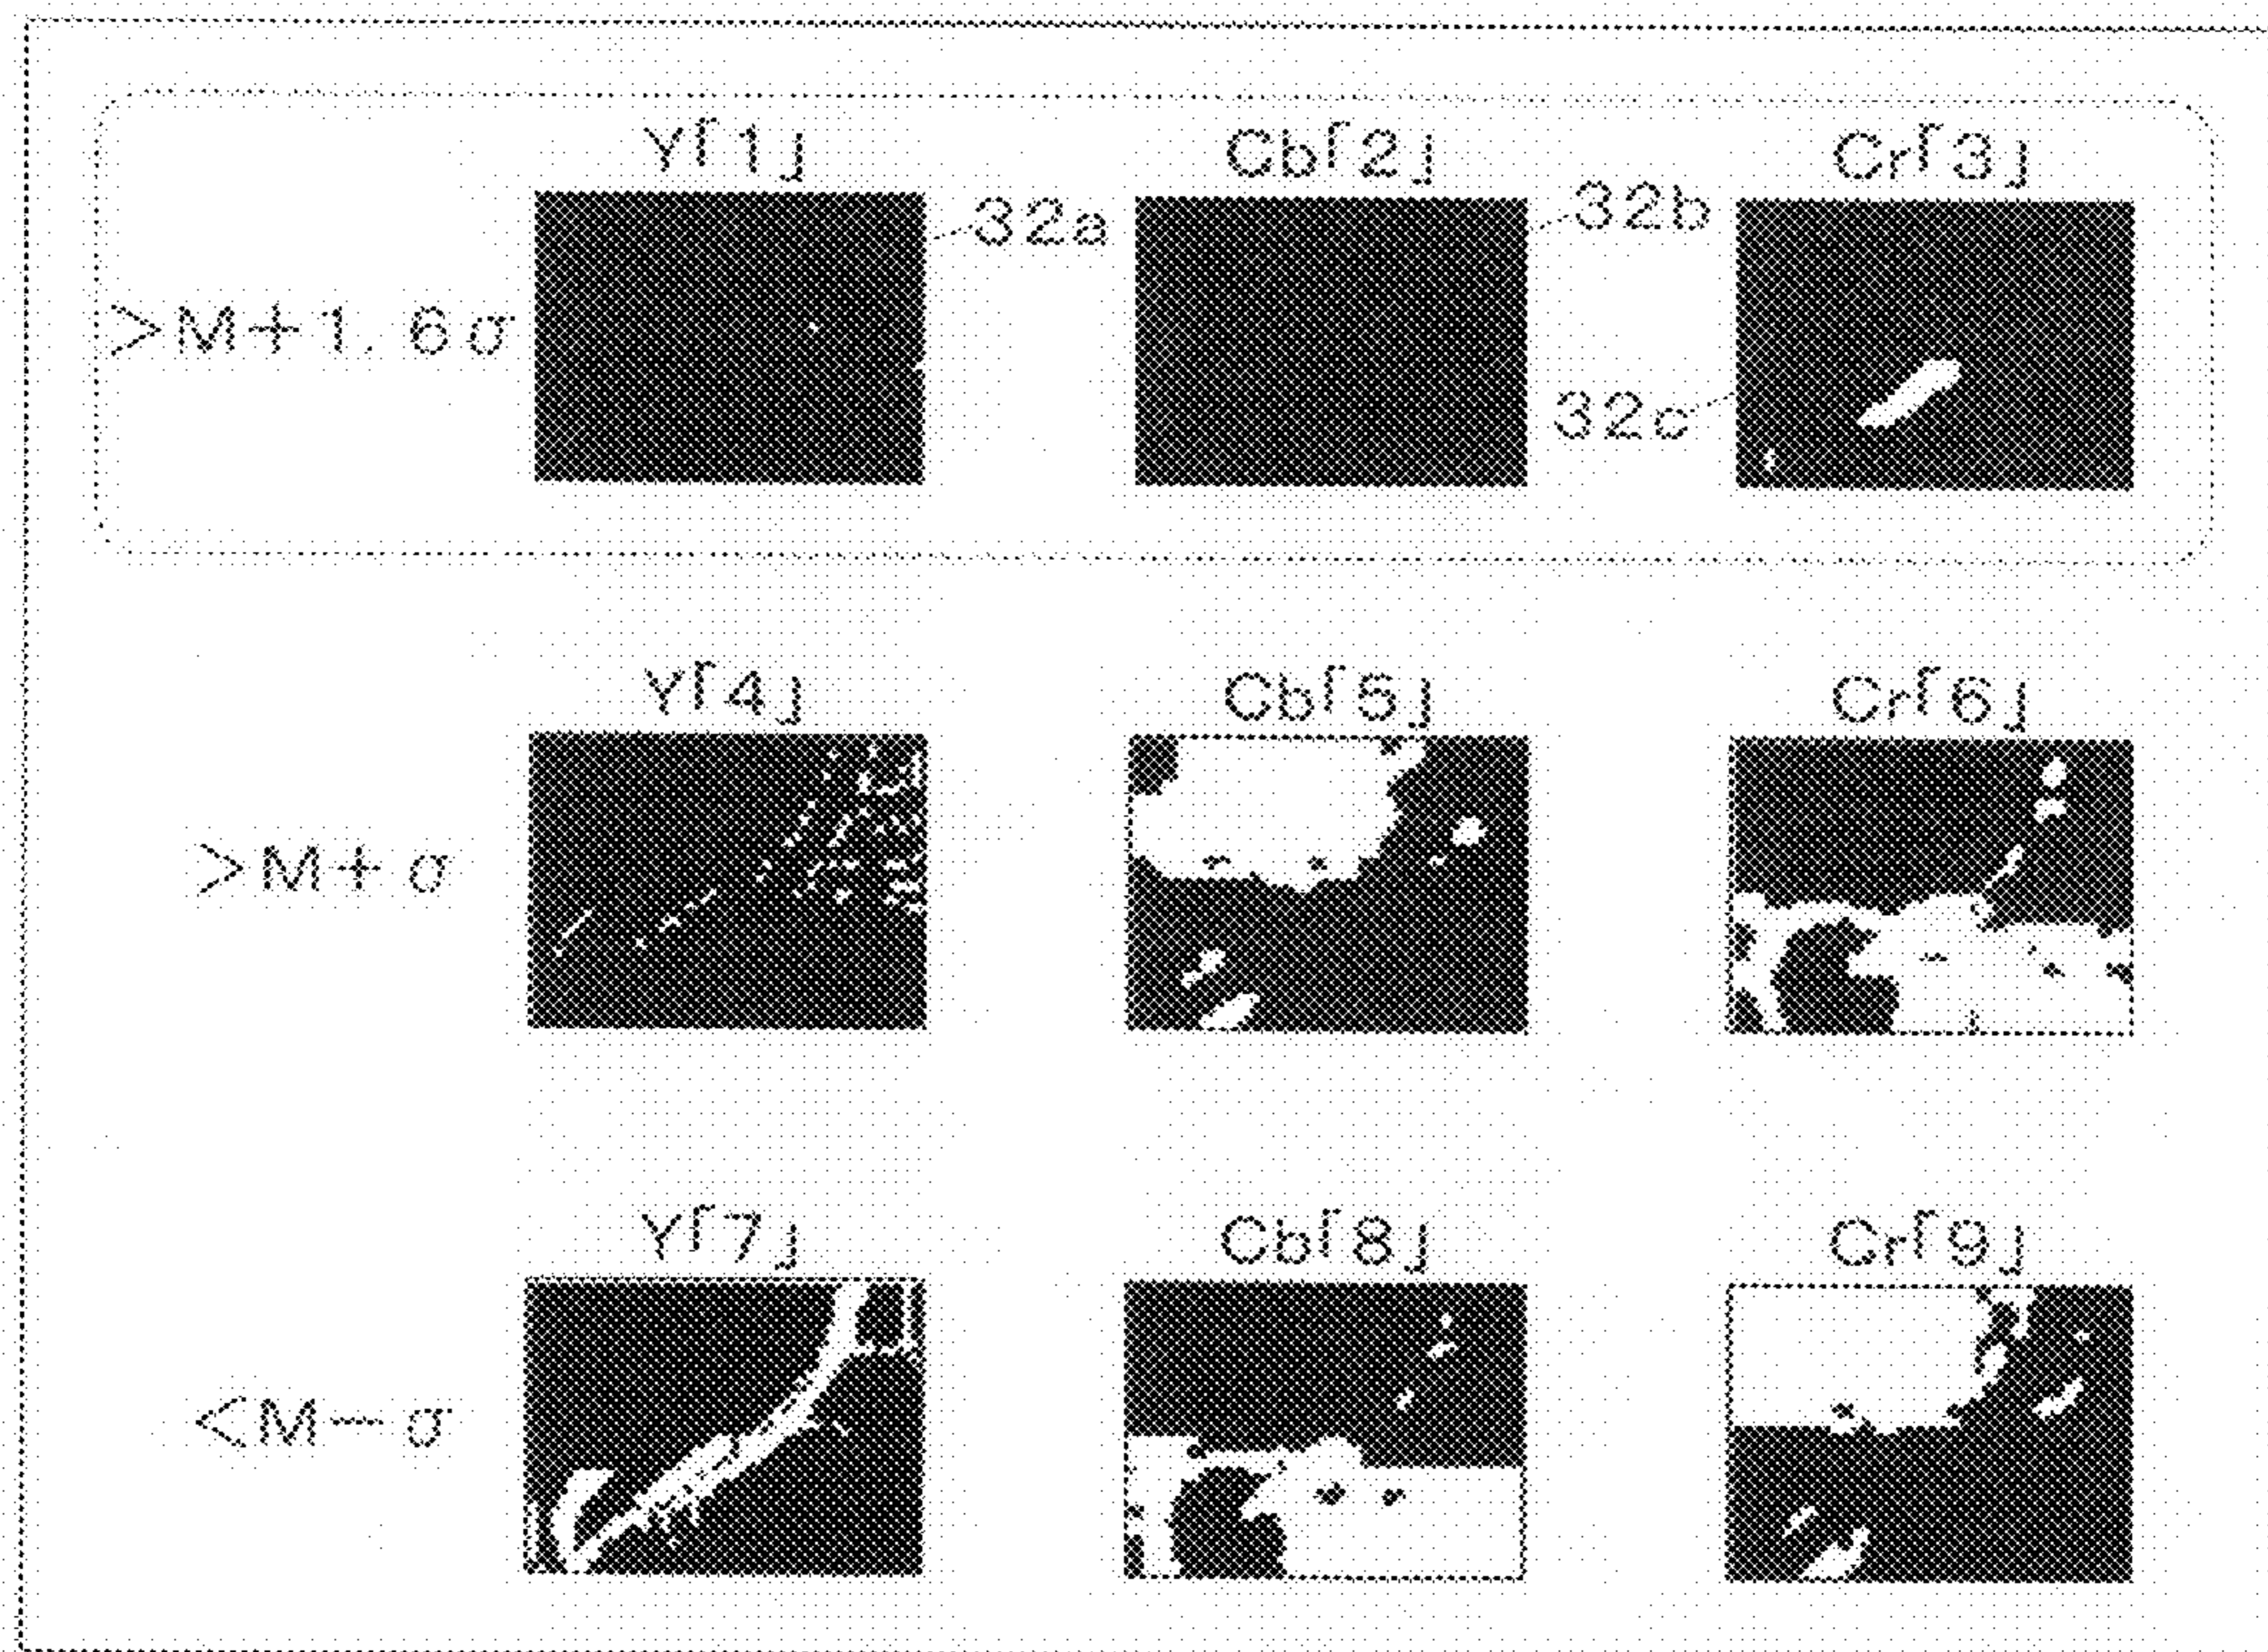 Y「1」 Cb「2」 Cr「3」
32a 32b
>M+1.6σ
32c
Y「4」 Cb「5」 Cr「6」
>M+σ
Y「7」 Cb「8」 Cr「9」
<M−σ